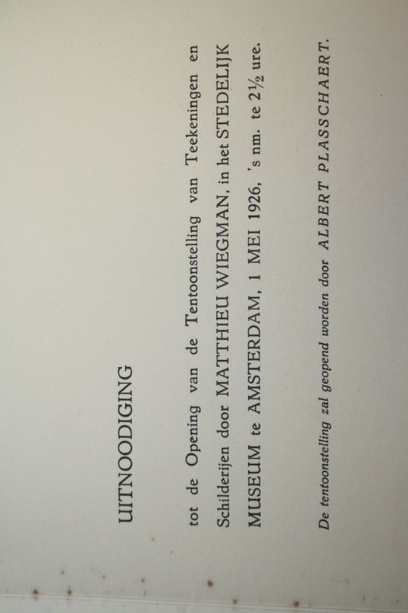 UITNOODIGING
tot de Opening van de Tentoonstelling van Teekeningen en
Schilderijen door MATTHIEU WIEGMAN, in het STEDELIJK
MUSEUM te AMSTERDAM, 1 MEI 1926, 's nm. te 2½ ure.
De tentoonstelling zal geopend worden door ALBERT PLASSCHAERT.